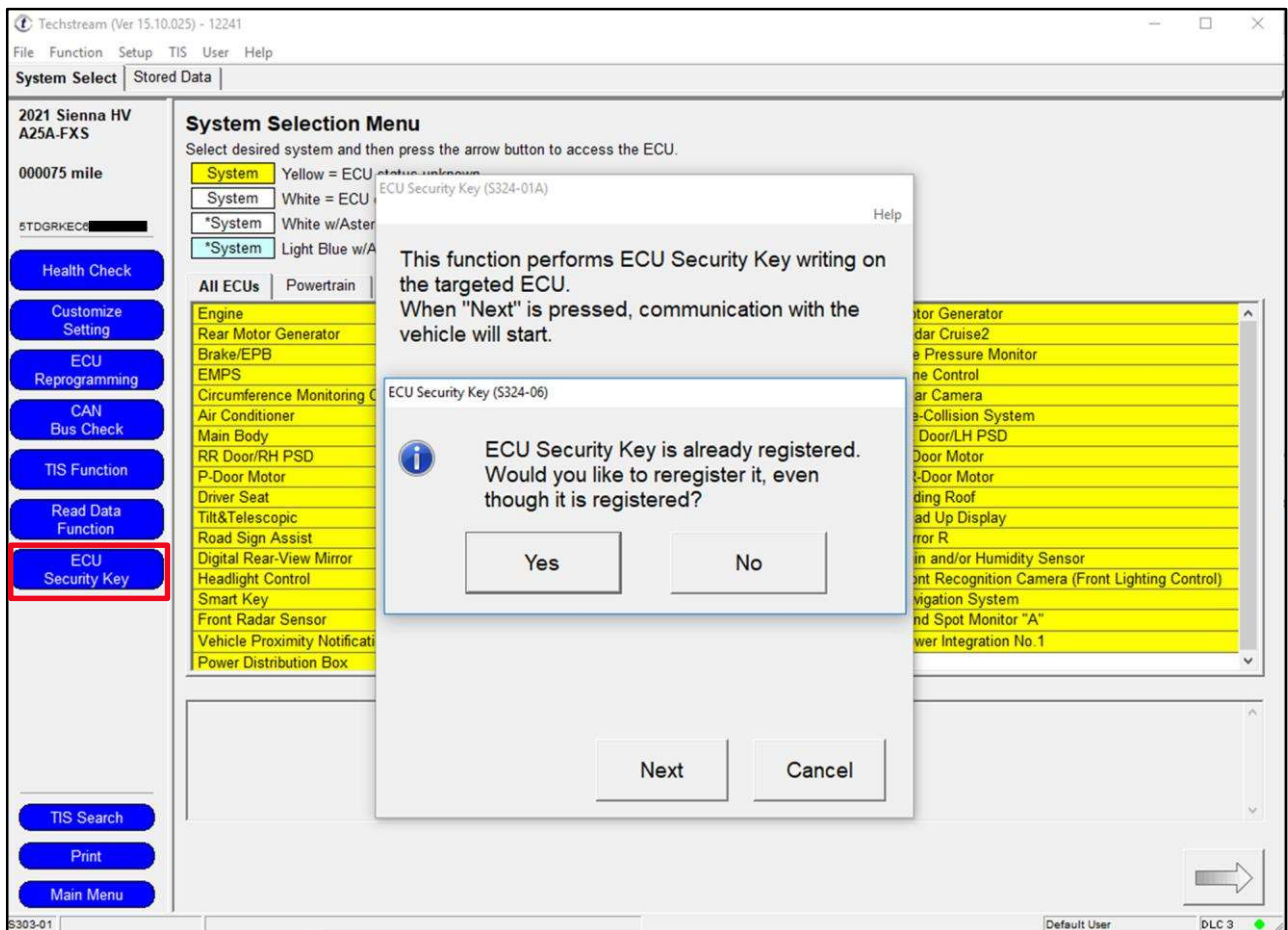 Techstream (Ver 15.10.025) - 12241
File Function Setup TIS User Help
System Select
Stored Data
2021 Sienna HV
A25A-FXS
000075 mile
5TDGRKEC6
Health Check
Customize
Setting
ECU
Reprogramming
CAN
Bus Check
TIS Function
Read Data
Function
ECU
Security Key
TIS Search
Print
Main Menu
System Selection Menu
Select desired system and then press the arrow button to access the ECU.
System Yellow = ECU status unknown
System White = ECU
*System White w/Aster
*System Light Blue w/A
All ECUs
Powertrain
Engine
Rear Motor Generator
Brake/EPB
EMPS
Circumference Monitoring
Air Conditioner
Main Body
RR Door/RH PSD
P-Door Motor
Driver Seat
Tilt&Telescopic
Road Sign Assist
Digital Rear-View Mirror
Headlight Control
Smart Key
Front Radar Sensor
Vehicle Proximity Notificati
Power Distribution Box
ECU Security Key (S324-01A)
Help
This function performs ECU Security Key writing on
the targeted ECU.
When "Next" is pressed, communication with the
vehicle will start.
ECU Security Key (S324-06)
ECU Security Key is already registered.
Would you like to reregister it, even
though it is registered?
Yes
No
Next
Cancel
tor Generator
dar Cruise2
e Pressure Monitor
ne Control
ar Camera
e-Collision System
Door/LH PSD
Door Motor
R-Door Motor
ding Roof
ad Up Display
rror R
in and/or Humidity Sensor
ont Recognition Camera (Front Lighting Control)
vigation System
nd Spot Monitor "A"
wer Integration No.1
S303-01
Default User
DLC 3